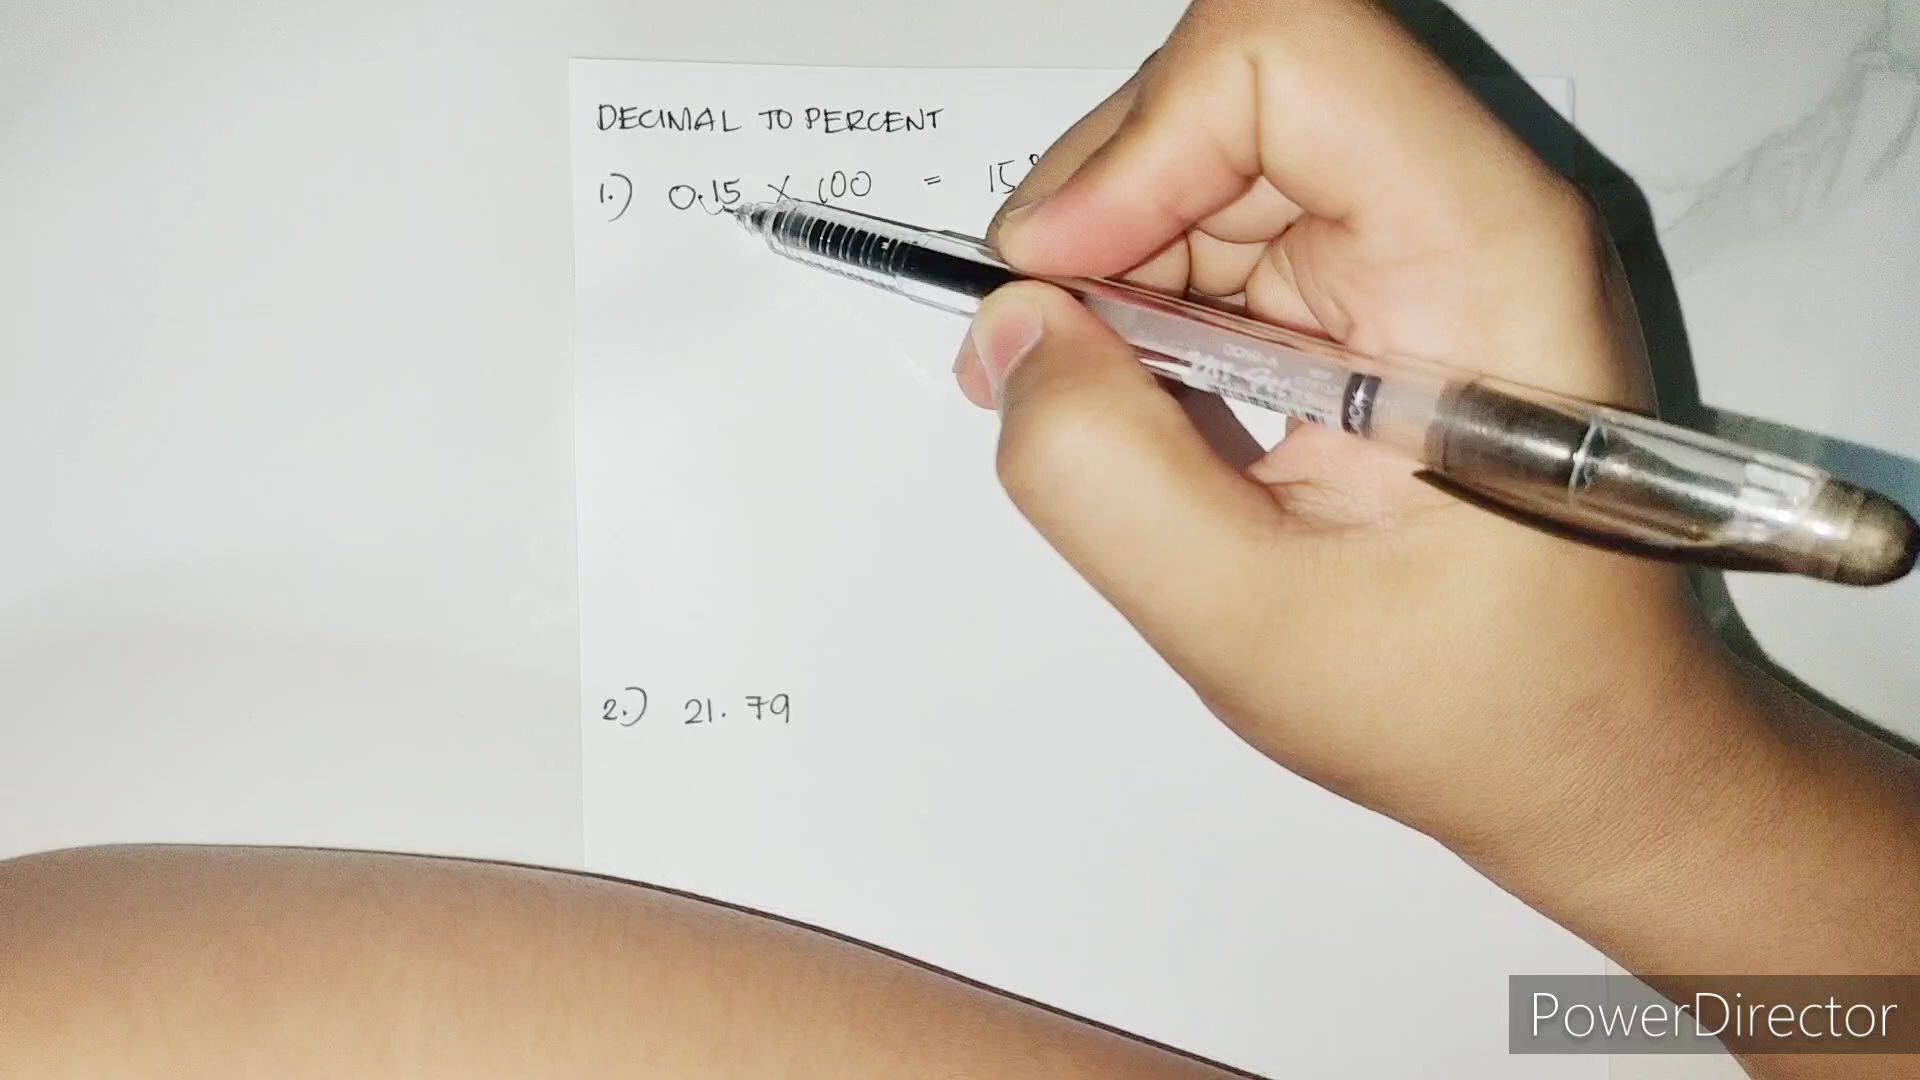 DECIMAL TO PERCENT
1.) 0.15 × 100 = 15%
2.) 21.79
PowerDirector